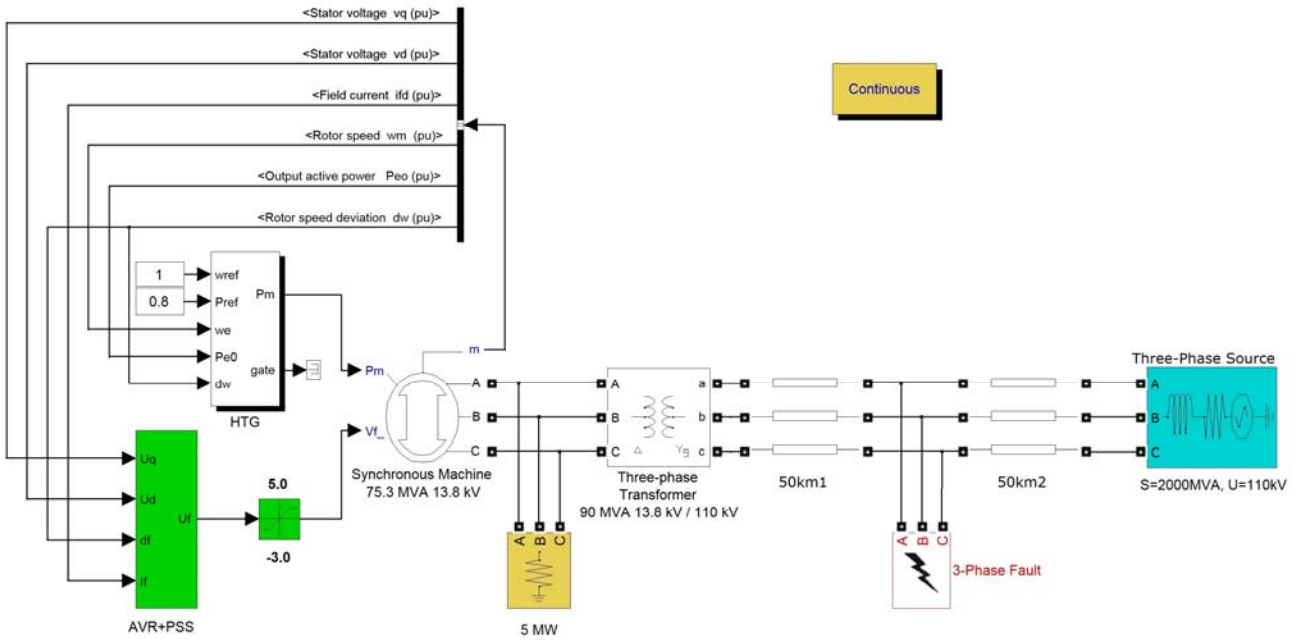 <Stator voltage vq (pu)>
<Stator voltage vd (pu)>
<Field current ifd (pu)>
<Rotor speed wm (pu)>
<Output active power Peo (pu)>
<Rotor speed deviation dw (pu)>
Continuous
1
0.8
wref
Pref
we
Pe0
dw
Pm
gate
HTG
m
Pm
Vf_
A
B
C
Synchronous Machine
75.3 MVA 13.8 kV
A
B
C
a
b
c
Δ
Yg
Three-phase
Transformer
90 MVA 13.8 kV / 110 kV
50km1
50km2
Three-Phase Source
A
B
C
S=2000MVA, U=110kV
Uq
Ud
df
If
Uf
AVR+PSS
5.0
-3.0
A
B
C
5 MW
A
B
C
3-Phase Fault